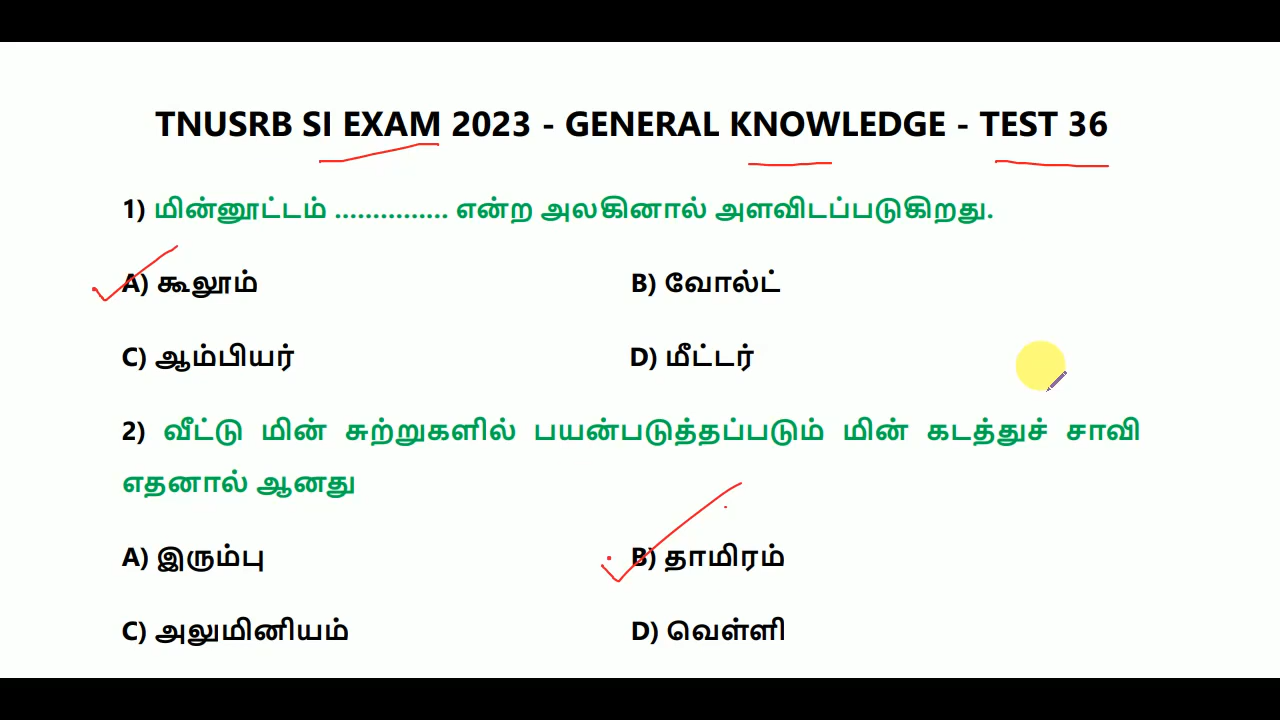 TNUSRB SI EXAM 2023 - GENERAL KNOWLEDGE - TEST 36
1) மின்னூட்டம் ............... என்ற அலகினால் அளவிடப்படுகிறது.
A) கூலூம் B) வோல்ட்
C) ஆம்பியர் D) மீட்டர்
2) வீட்டு மின் சுற்றுகளில் பயன்படுத்தப்படும் மின் கடத்துச் சாவி
எதனால் ஆனது
A) இரும்பு B) தாமிரம்
C) அலுமினியம் D) வெள்ளி